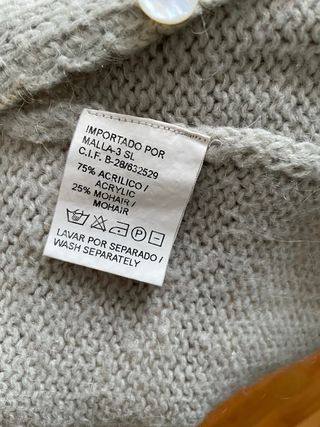 IMPORTADO POR
MALLA-3 SL
C.I.F. B-28/632529
75% ACRILICO /
ACRYLIC
25% MOHAIR /
MOHAIR
P
LAVAR POR SEPARADO /
WASH SEPARATELY